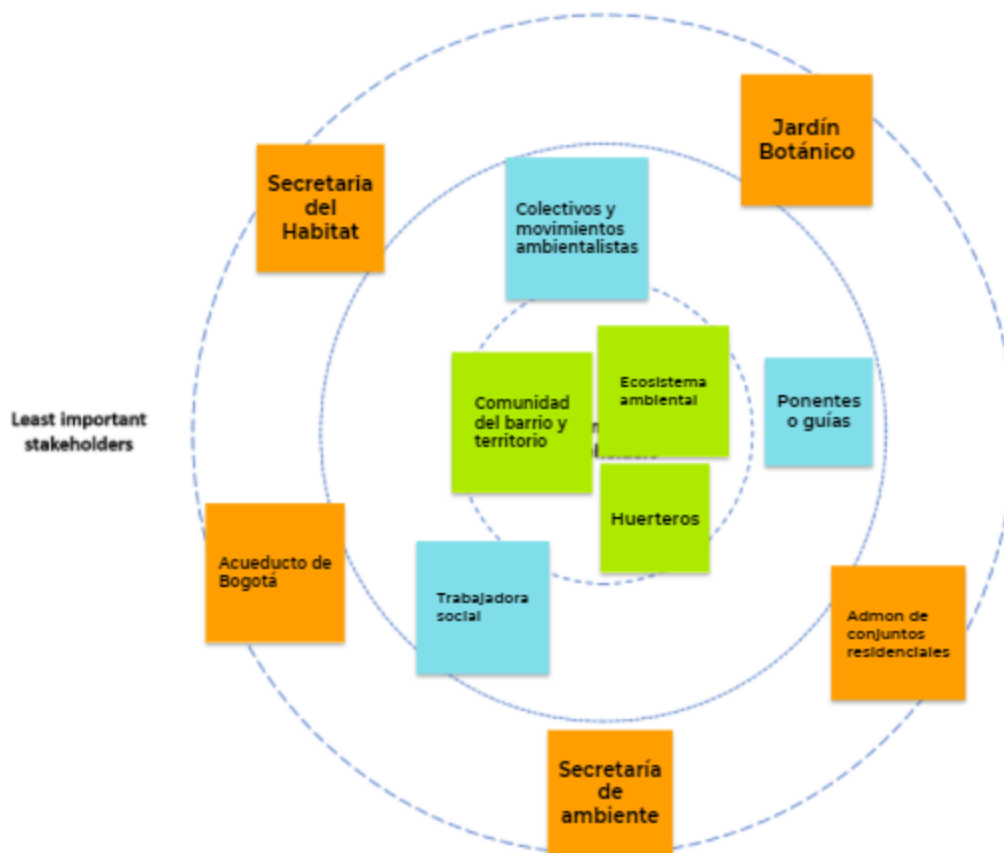 Jardín
Botánico
Secretaria
del
Habitat
Colectivos y
movimientos
ambientalistas
Ecosistema
ambiental
Comunidad
del barrio y
territorio
Ponentes
o guías
Least important
stakeholders
Huerteros
Acueducto de
Bogotá
Trabajadora
social
Admon de
conjuntos
residenciales
Secretaría
de
ambiente